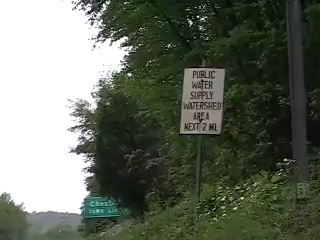 PUBLIC
WATER
SUPPLY
WATERSHED
AREA
NEXT 2 MI.